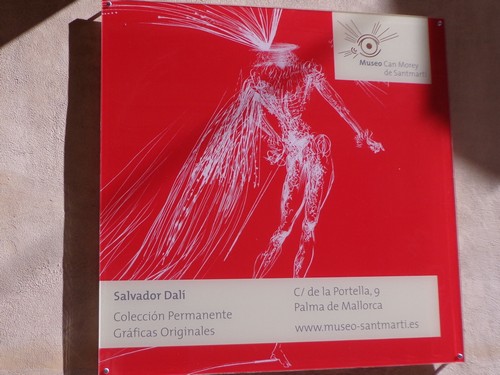 Museo Can Morey
de Santmartí
Salvador Dalí
Colección Permanente
Gráficas Originales
C/ de la Portella, 9
Palma de Mallorca
www.museo-santmarti.es